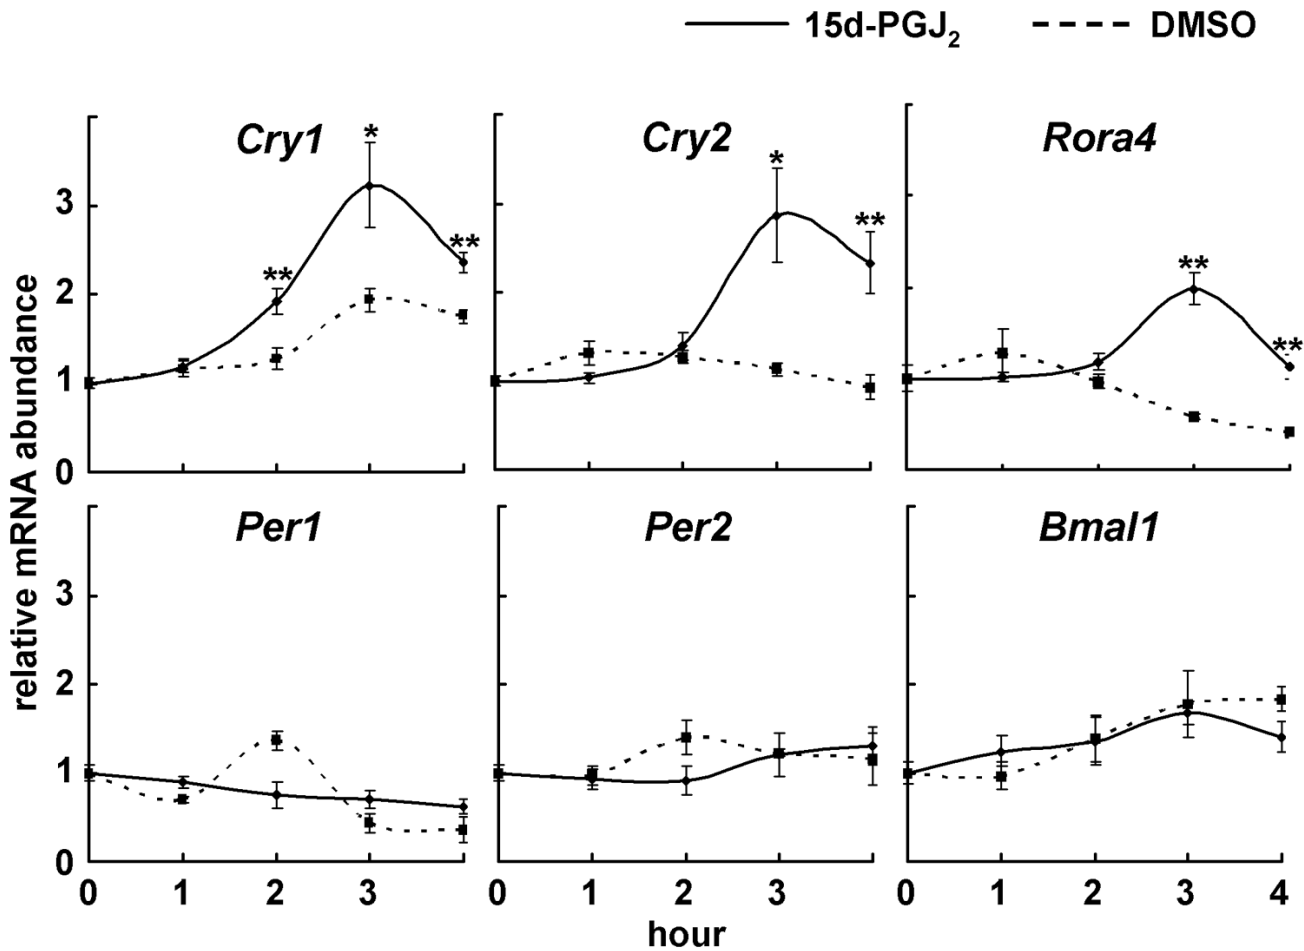 15d-PGJ₂ DMSO
Cry1 Cry2 Rora4
* * **
** ** ** **
3
2
1
0
relative mRNA abundance
Per1 Per2 Bmal1
3
2
1
0
0 1 2 3 0 1 2 3 0 1 2 3 4
hour